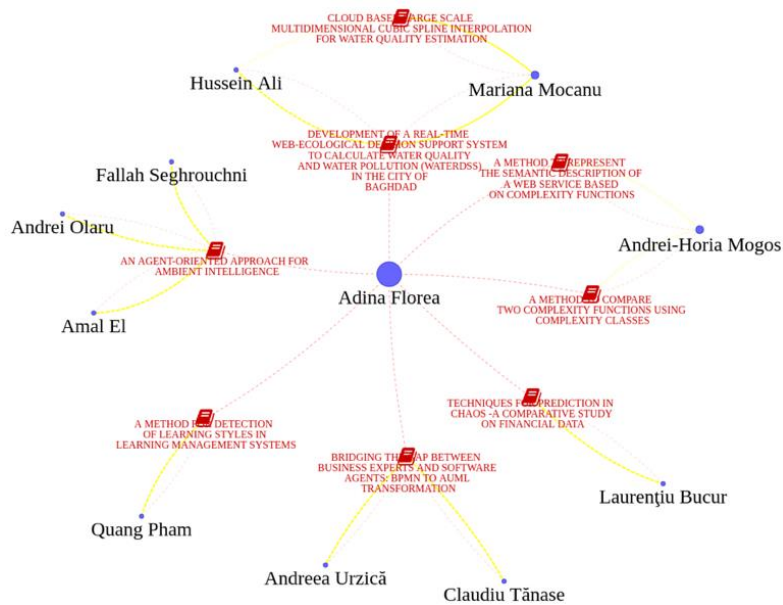 CLOUD BASED LARGE SCALE
MULTIDIMENSIONAL CUBIC SPLINE INTERPOLATION
FOR WATER QUALITY ESTIMATION
Hussein Ali
Mariana Mocanu
DEVELOPMENT OF A REAL-TIME
WEB-ECOLOGICAL DECISION SUPPORT SYSTEM
TO CALCULATE WATER QUALITY
AND WATER POLLUTION (WATERDSS)
IN THE CITY OF
BAGHDAD
A METHOD TO REPRESENT
THE SEMANTIC DESCRIPTION OF
A WEB SERVICE BASED
ON COMPLEXITY FUNCTIONS
Fallah Seghrouchni
Andrei Olaru
Andrei-Horia Mogos
AN AGENT-ORIENTED APPROACH FOR
AMBIENT INTELLIGENCE
Adina Florea
A METHOD TO COMPARE
TWO COMPLEXITY FUNCTIONS USING
COMPLEXITY CLASSES
Amal El
TECHNIQUES FOR PREDICTION IN
CHAOS -A COMPARATIVE STUDY
ON FINANCIAL DATA
A METHOD FOR DETECTION
OF LEARNING STYLES IN
LEARNING MANAGEMENT SYSTEMS
BRIDGING THE GAP BETWEEN
BUSINESS EXPERTS AND SOFTWARE
AGENTS: BPMN TO AUML
TRANSFORMATION
Laurenţiu Bucur
Quang Pham
Andreea Urzică
Claudiu Tănase